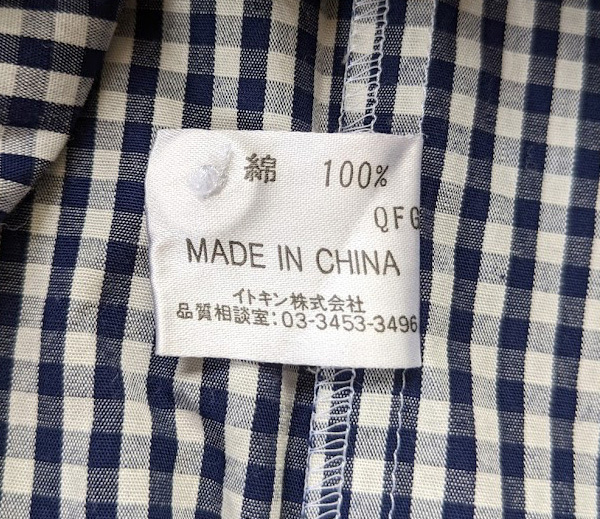 綿 100%
QFG
MADE IN CHINA
イトキン株式会社
品質相談室:03-3453-3496